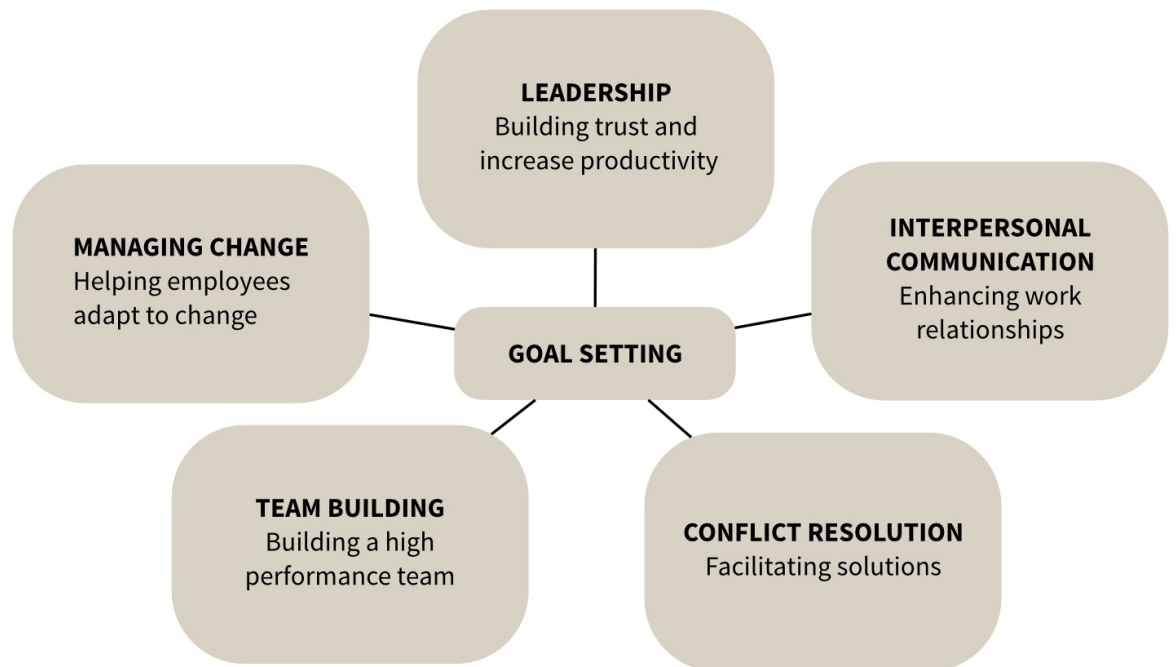 LEADERSHIP
Building trust and
increase productivity
MANAGING CHANGE
Helping employees
adapt to change
INTERPERSONAL
COMMUNICATION
Enhancing work
relationships
GOAL SETTING
TEAM BUILDING
Building a high
performance team
CONFLICT RESOLUTION
Facilitating solutions